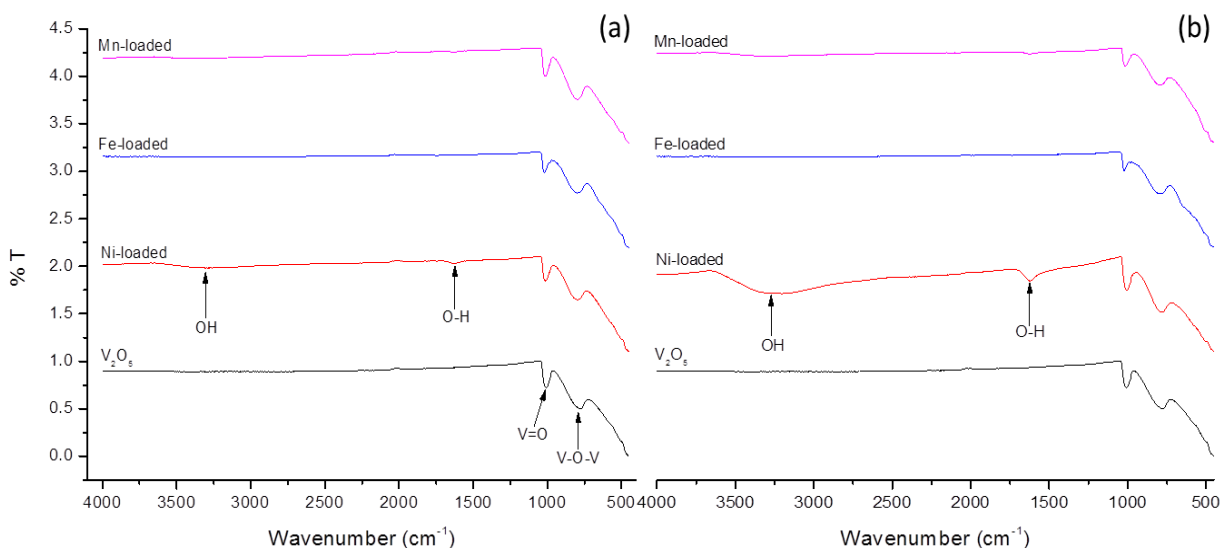 (a)
4.5
Mn-loaded
4.0
3.5
Fe-loaded
3.0
2.5
Ni-loaded
2.0
OH
O-H
1.5
V₂O₅
1.0
0.5
V=O
V-O-V
0.0
% T
4000 3500 3000 2500 2000 1500 1000 500
Wavenumber (cm⁻¹)
(b)
Mn-loaded
Fe-loaded
Ni-loaded
OH
O-H
V₂O₅
4000 3500 3000 2500 2000 1500 1000 500
Wavenumber (cm⁻¹)